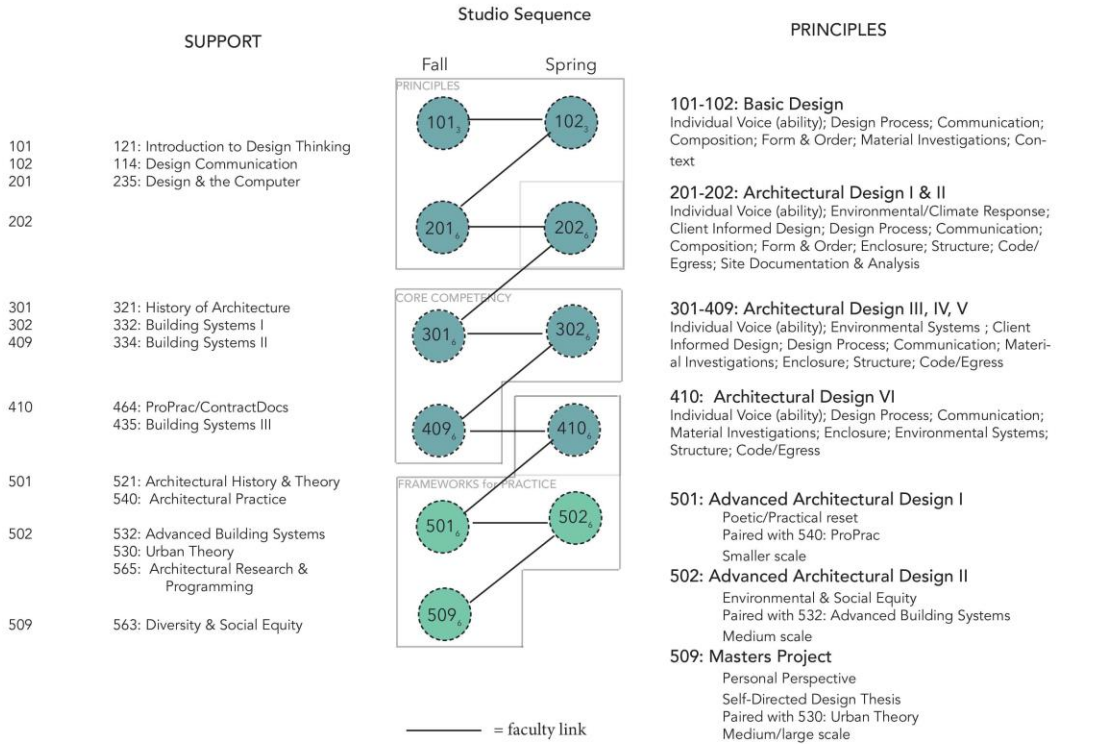 Studio Sequence
SUPPORT
PRINCIPLES
Fall
Spring
101 121: Introduction to Design Thinking
102 114: Design Communication
201 235: Design & the Computer
202
301 321: History of Architecture
302 332: Building Systems I
409 334: Building Systems II
410 464: ProPrac/ContractDocs
435: Building Systems III
501 521: Architectural History & Theory
540: Architectural Practice
502 532: Advanced Building Systems
530: Urban Theory
565: Architectural Research &
Programming
509 563: Diversity & Social Equity
PRINCIPLES
101 3
102 3
201 6
202 6
CORE COMPETENCY
301 6
302 6
409 6
410 6
FRAMEWORKS for PRACTICE
501 6
502 6
509 6
= faculty link
101-102: Basic Design
Individual Voice (ability); Design Process; Communication;
Composition; Form & Order; Material Investigations; Con-
text
201-202: Architectural Design I & II
Individual Voice (ability); Environmental/Climate Response;
Client Informed Design; Design Process; Communication;
Composition; Form & Order; Enclosure; Structure; Code/
Egress; Site Documentation & Analysis
301-409: Architectural Design III, IV, V
Individual Voice (ability); Environmental Systems ; Client
Informed Design; Design Process; Communication; Materi-
al Investigations; Enclosure; Structure; Code/Egress
410: Architectural Design VI
Individual Voice (ability); Design Process; Communication;
Material Investigations; Enclosure; Environmental Systems;
Structure; Code/Egress
501: Advanced Architectural Design I
Poetic/Practical reset
Paired with 540: ProPrac
Smaller scale
502: Advanced Architectural Design II
Environmental & Social Equity
Paired with 532: Advanced Building Systems
Medium scale
509: Masters Project
Personal Perspective
Self-Directed Design Thesis
Paired with 530: Urban Theory
Medium/large scale